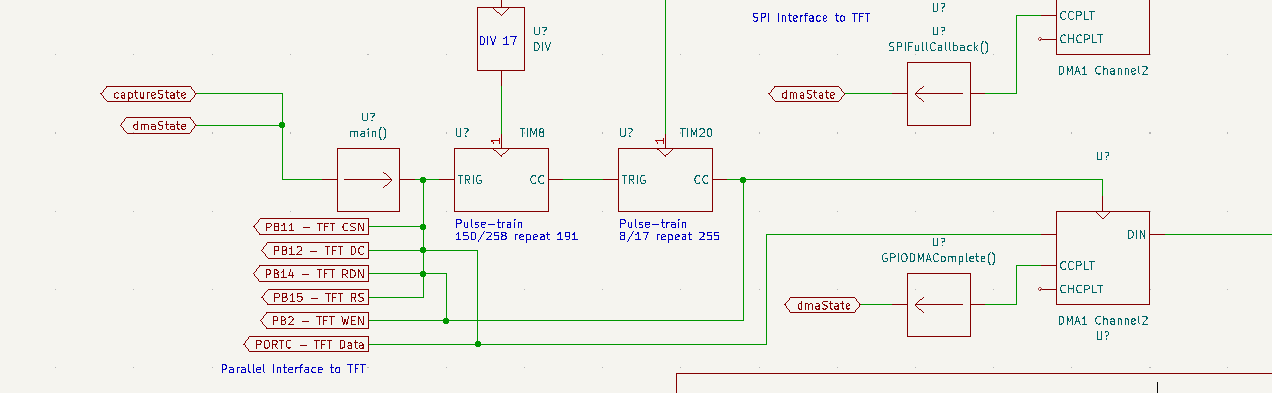 SPI Interface to TFT
U?
CCPLT
CHCPLT
DMA1 Channel2
U?
SPIFullCallback()
dmaState
DIV 17
U?
DIV
captureState
dmaState
U?
main()
U?
TIM8
1
TRIG
CC
Pulse-train
150/258 repeat 191
U?
TIM20
1
TRIG
CC
Pulse-train
8/17 repeat 255
U?
DIN
CCPLT
CHCPLT
DMA1 Channel2
U?
U?
GPIODMAComplete()
dmaState
PB11 - TFT CSN
PB12 - TFT DC
PB14 - TFT RDN
PB15 - TFT RS
PB2 - TFT WEN
PORTC - TFT Data
Parallel Interface to TFT